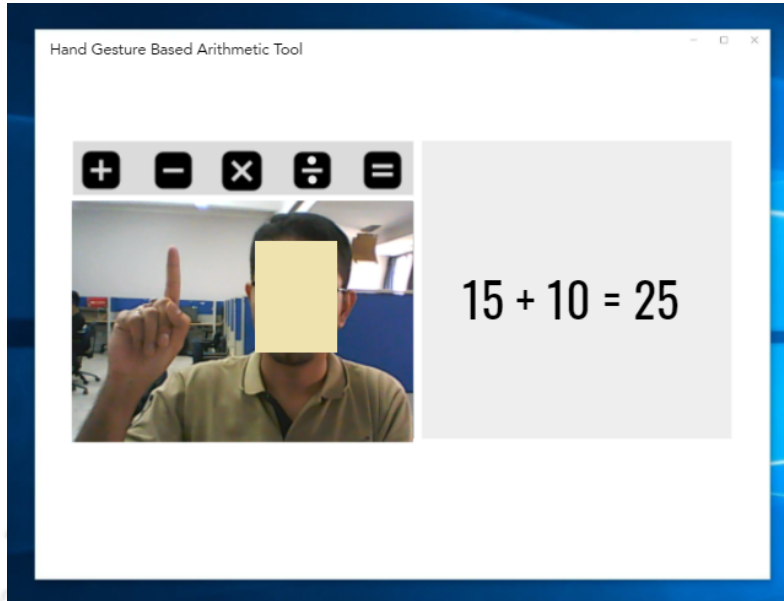 Hand Gesture Based Arithmetic Tool
+ − × ÷ =
15 + 10 = 25